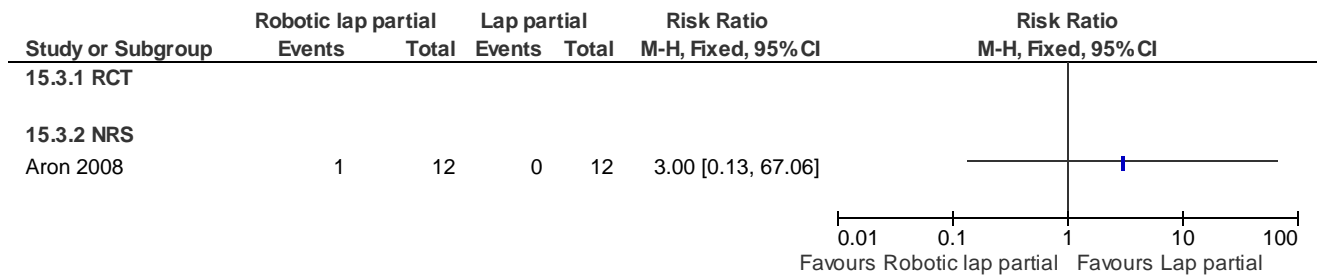 Robotic lap partial Lap partial Risk Ratio Risk Ratio
Study or Subgroup Events Total Events Total M-H, Fixed, 95% CI M-H, Fixed, 95% CI
15.3.1 RCT
15.3.2 NRS
Aron 2008 1 12 0 12 3.00 [0.13, 67.06]
0.01 0.1 1 10 100
Favours Robotic lap partial Favours Lap partial